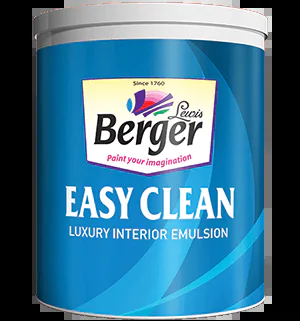 Since 1760
Lewis
Berger
Paint your imagination
EASY CLEAN
LUXURY INTERIOR EMULSION